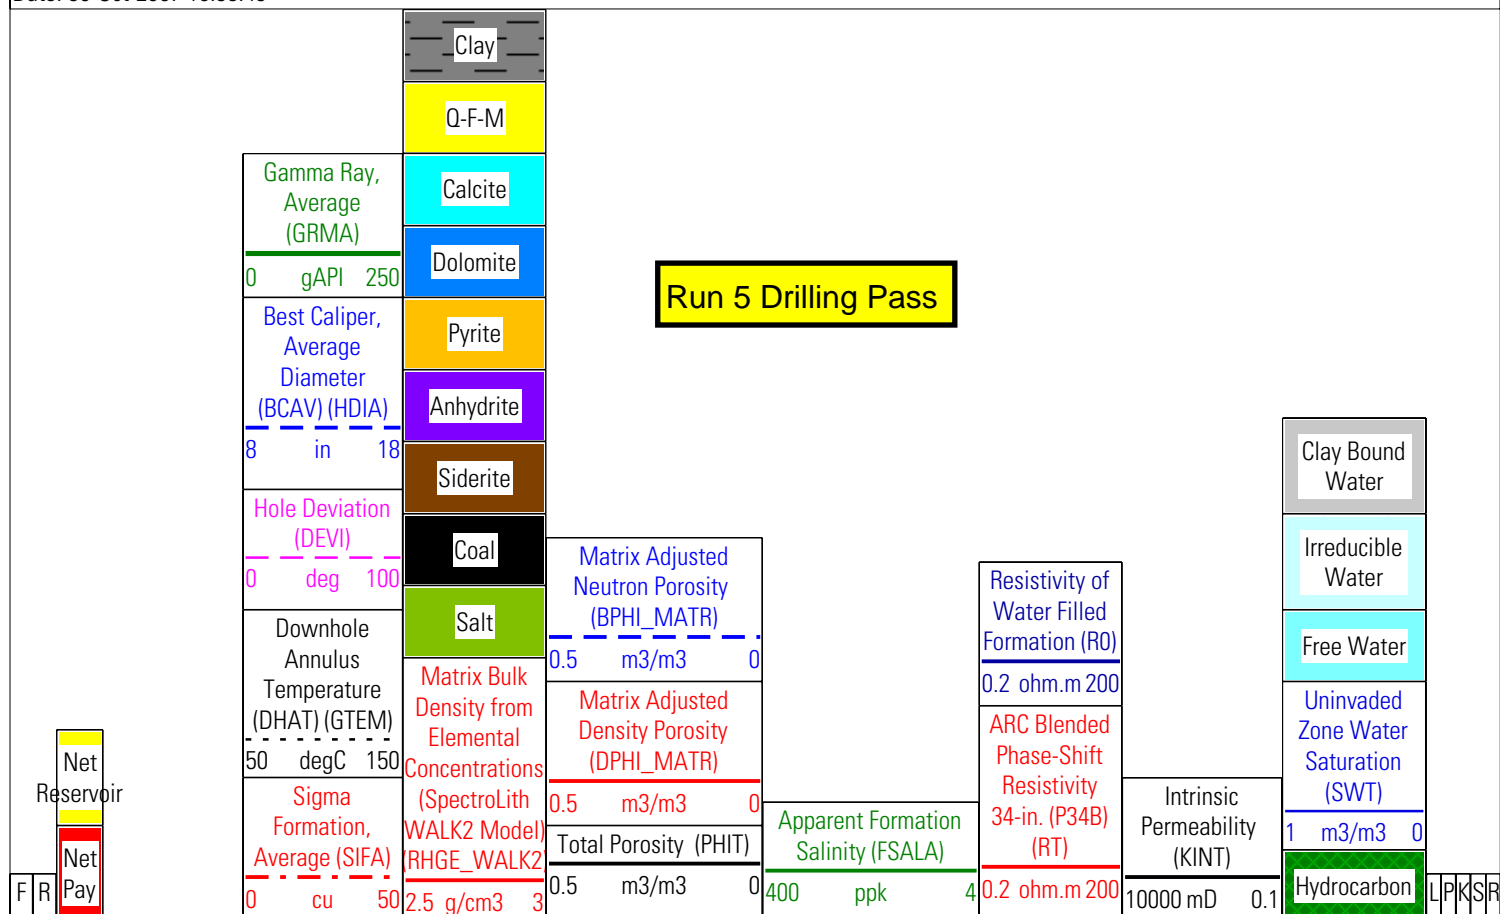 Clay
Q-F-M
Calcite
Dolomite
Pyrite
Anhydrite
Siderite
Coal
Salt
Matrix Bulk
Density from
Elemental
Concentrations
(SpectroLith
WALK2 Model)
(RHGE_WALK2)
2.5 g/cm3 3
Gamma Ray,
Average
(GRMA)
0 gAPI 250
Best Caliper,
Average
Diameter
(BCAV) (HDIA)
8 in 18
Hole Deviation
(DEVI)
0 deg 100
Downhole
Annulus
Temperature
(DHAT) (GTEM)
50 degC 150
Sigma
Formation,
Average (SIFA)
0 cu 50
Net
Reservoir
Net
Pay
F R
Run 5 Drilling Pass
Matrix Adjusted
Neutron Porosity
(BPHI_MATR)
0.5 m3/m3 0
Matrix Adjusted
Density Porosity
(DPHI_MATR)
0.5 m3/m3 0
Total Porosity (PHIT)
0.5 m3/m3 0
Apparent Formation
Salinity (FSALA)
400 ppk 4
Resistivity of
Water Filled
Formation (R0)
0.2 ohm.m 200
ARC Blended
Phase-Shift
Resistivity
34-in. (P34B)
(RT)
0.2 ohm.m 200
Intrinsic
Permeability
(KINT)
10000 mD 0.1
Clay Bound
Water
Irreducible
Water
Free Water
Uninvaded
Zone Water
Saturation
(SWT)
1 m3/m3 0
Hydrocarbon
L P K S R